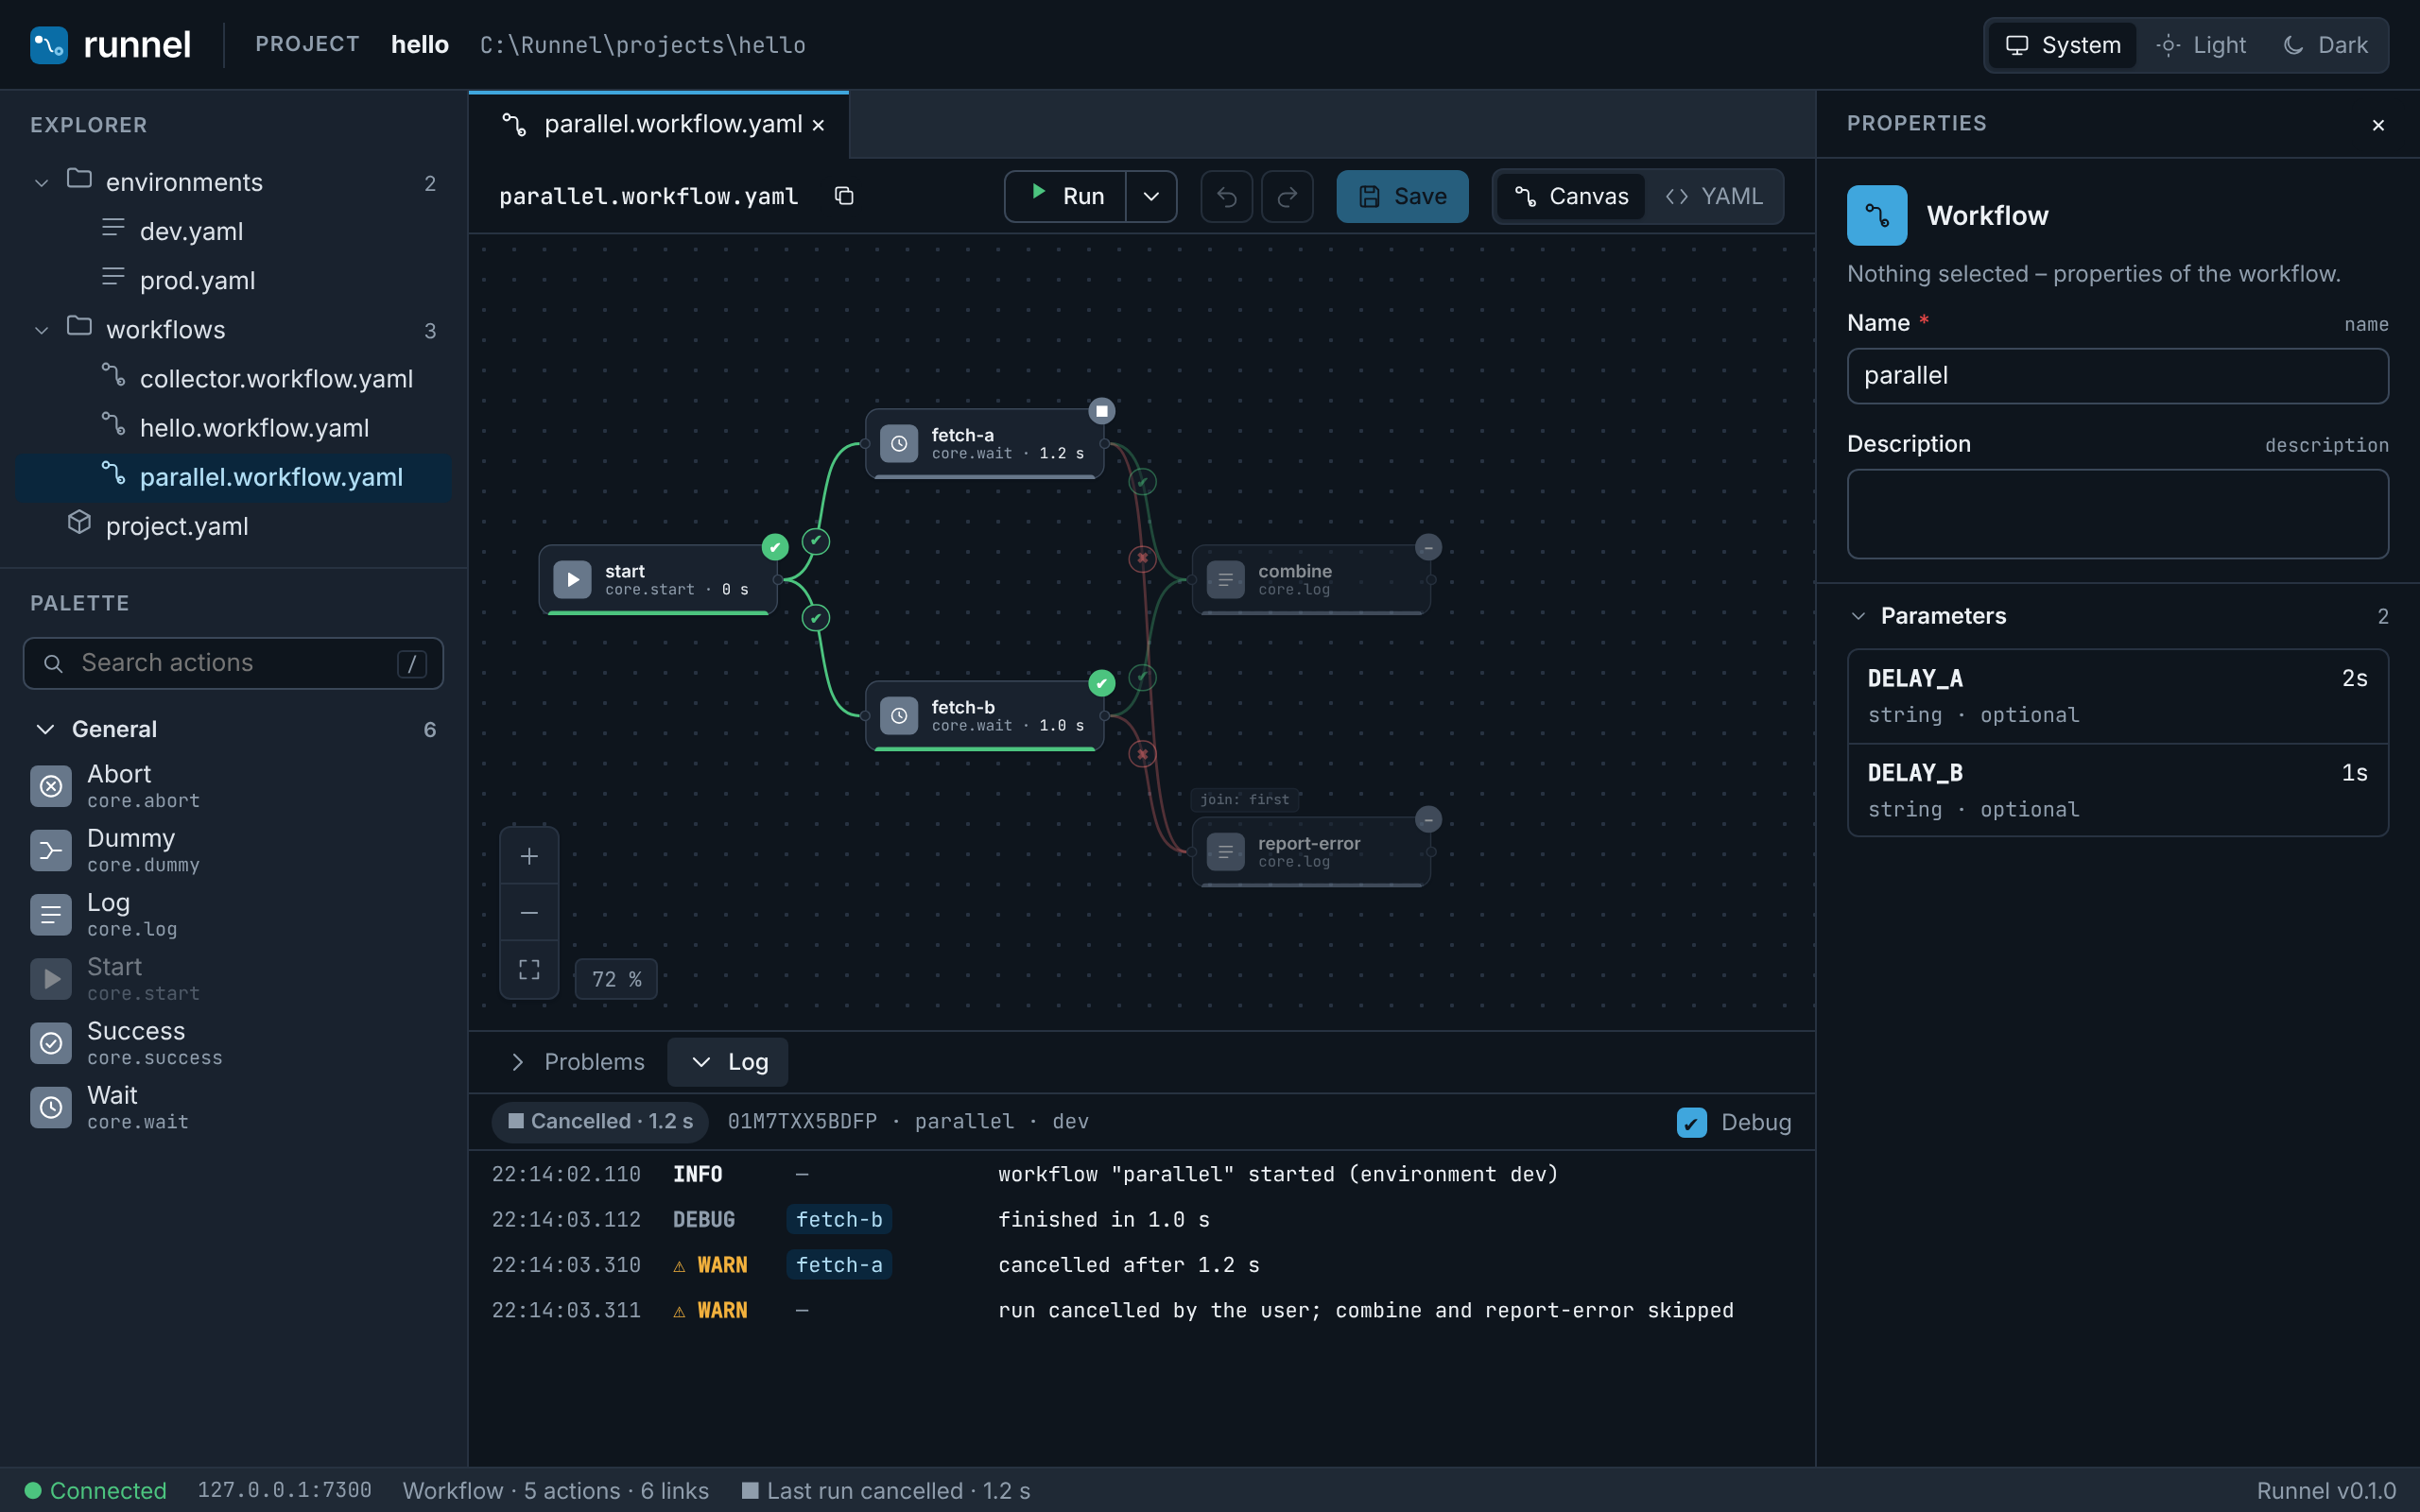 runnel
PROJECT hello C:\Runnel\projects\hello
System Light Dark
EXPLORER
environments 2
dev.yaml
prod.yaml
workflows 3
collector.workflow.yaml
hello.workflow.yaml
parallel.workflow.yaml
project.yaml
PALETTE
Search actions /
General 6
Abort
core.abort
Dummy
core.dummy
Log
core.log
Start
core.start
Success
core.success
Wait
core.wait
parallel.workflow.yaml ×
parallel.workflow.yaml
Run Save Canvas YAML
fetch-a
core.wait · 1.2 s
start
core.start · 0 s
combine
core.log
fetch-b
core.wait · 1.0 s
join: first
report-error
core.log
72 %
Problems Log
Cancelled · 1.2 s 01M7TXX5BDFP · parallel · dev Debug
22:14:02.110 INFO – workflow "parallel" started (environment dev)
22:14:03.112 DEBUG fetch-b finished in 1.0 s
22:14:03.310 ⚠ WARN fetch-a cancelled after 1.2 s
22:14:03.311 ⚠ WARN – run cancelled by the user; combine and report-error skipped
PROPERTIES ×
Workflow
Nothing selected – properties of the workflow.
Name * name
parallel
Description description
Parameters 2
DELAY_A 2s
string · optional
DELAY_B 1s
string · optional
Connected 127.0.0.1:7300 Workflow · 5 actions · 6 links Last run cancelled · 1.2 s Runnel v0.1.0